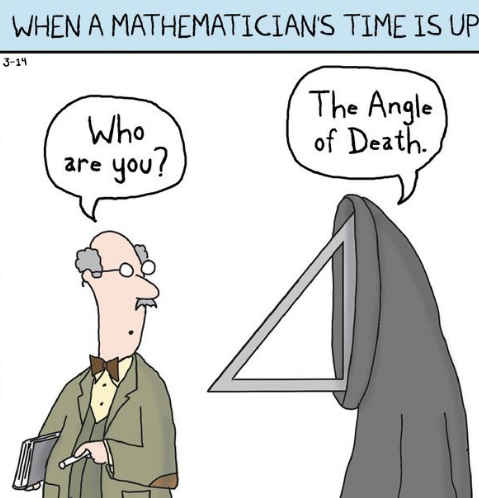 WHEN A MATHEMATICIAN'S TIME IS UP
3-14
Who
are you?
The Angle
of Death.